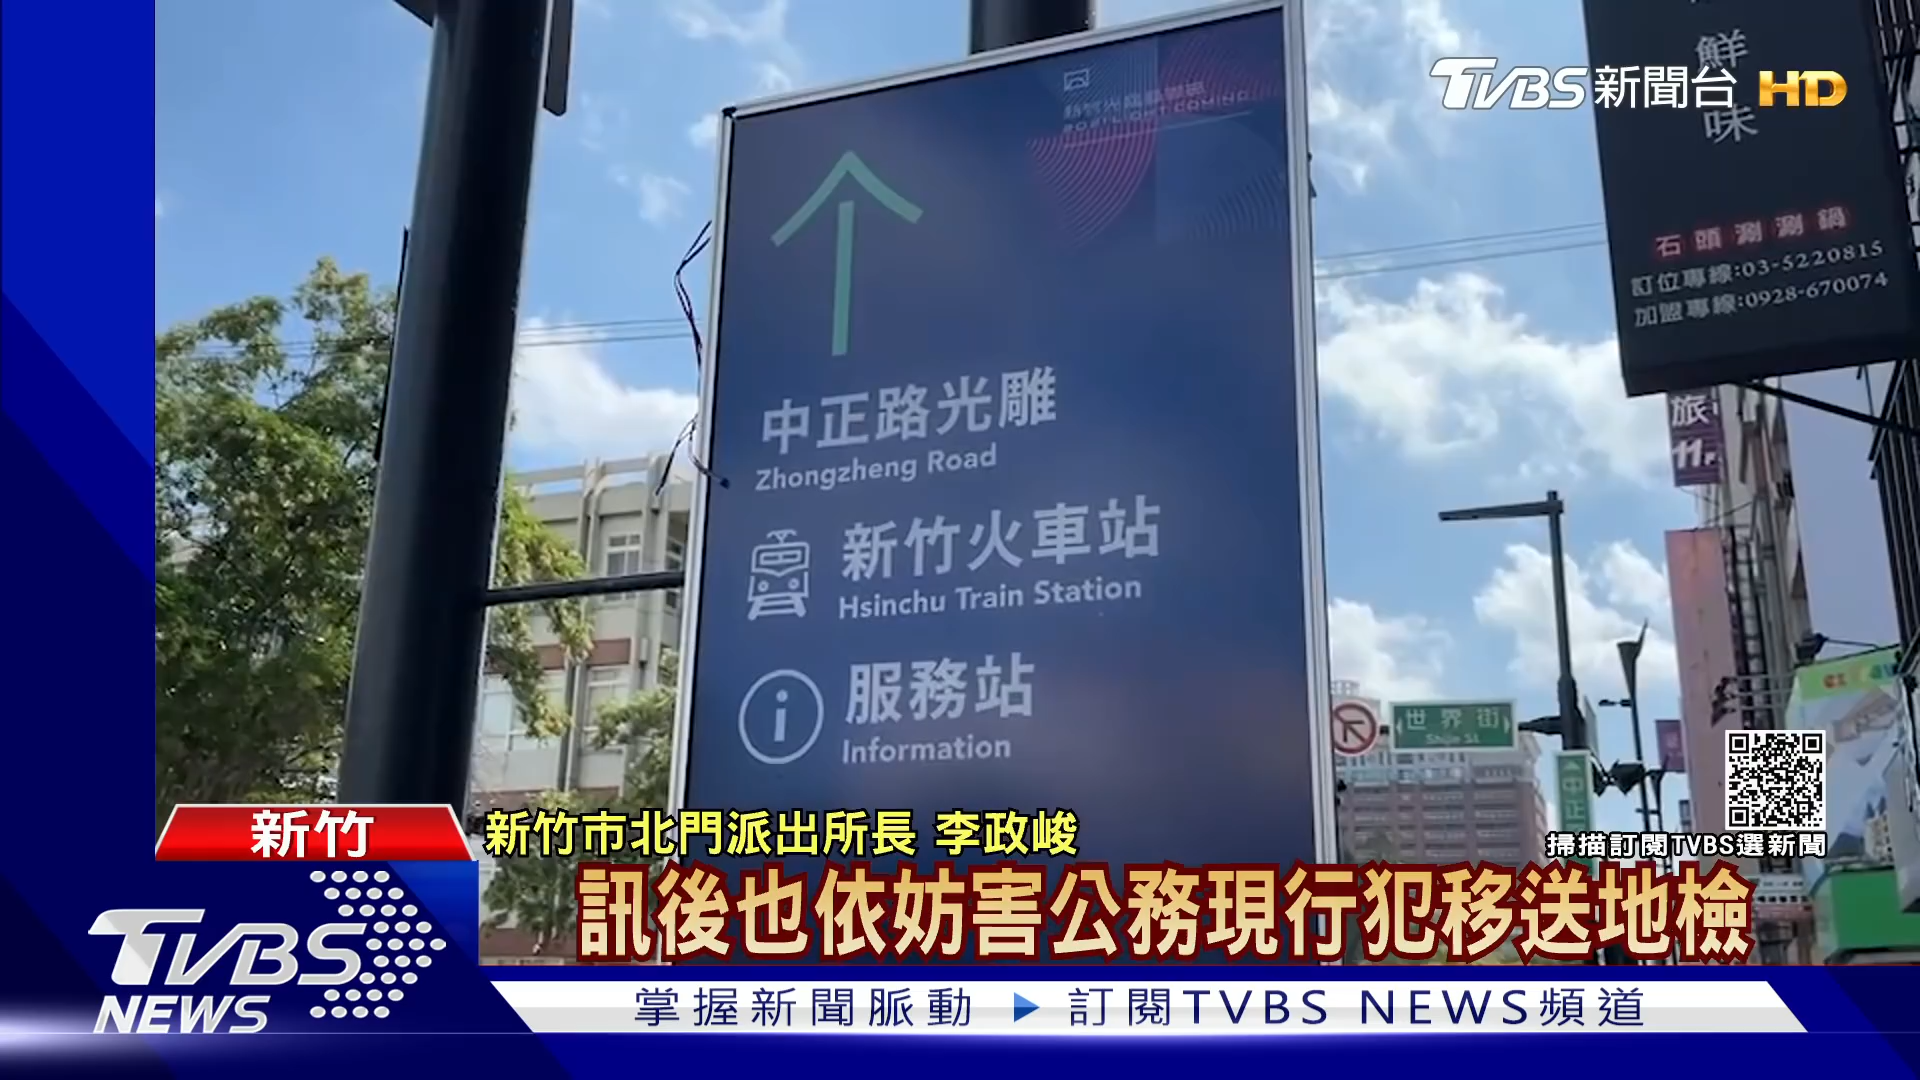 TVBS新聞台 HD
鮮味
石頭涮涮鍋
訂位專線:03-5220815
加盟專線:0928-670074
旅
中正路光雕
Zhongzheng Road
新竹火車站
Hsinchu Train Station
服務站
Information
世界街
Shijie St.
中正
掃描訂閱TVBS選新聞
新竹
新竹市北門派出所長 李政峻
訊後也依妨害公務現行犯移送地檢
TVBS NEWS
掌握新聞脈動 ▶ 訂閱TVBS NEWS頻道